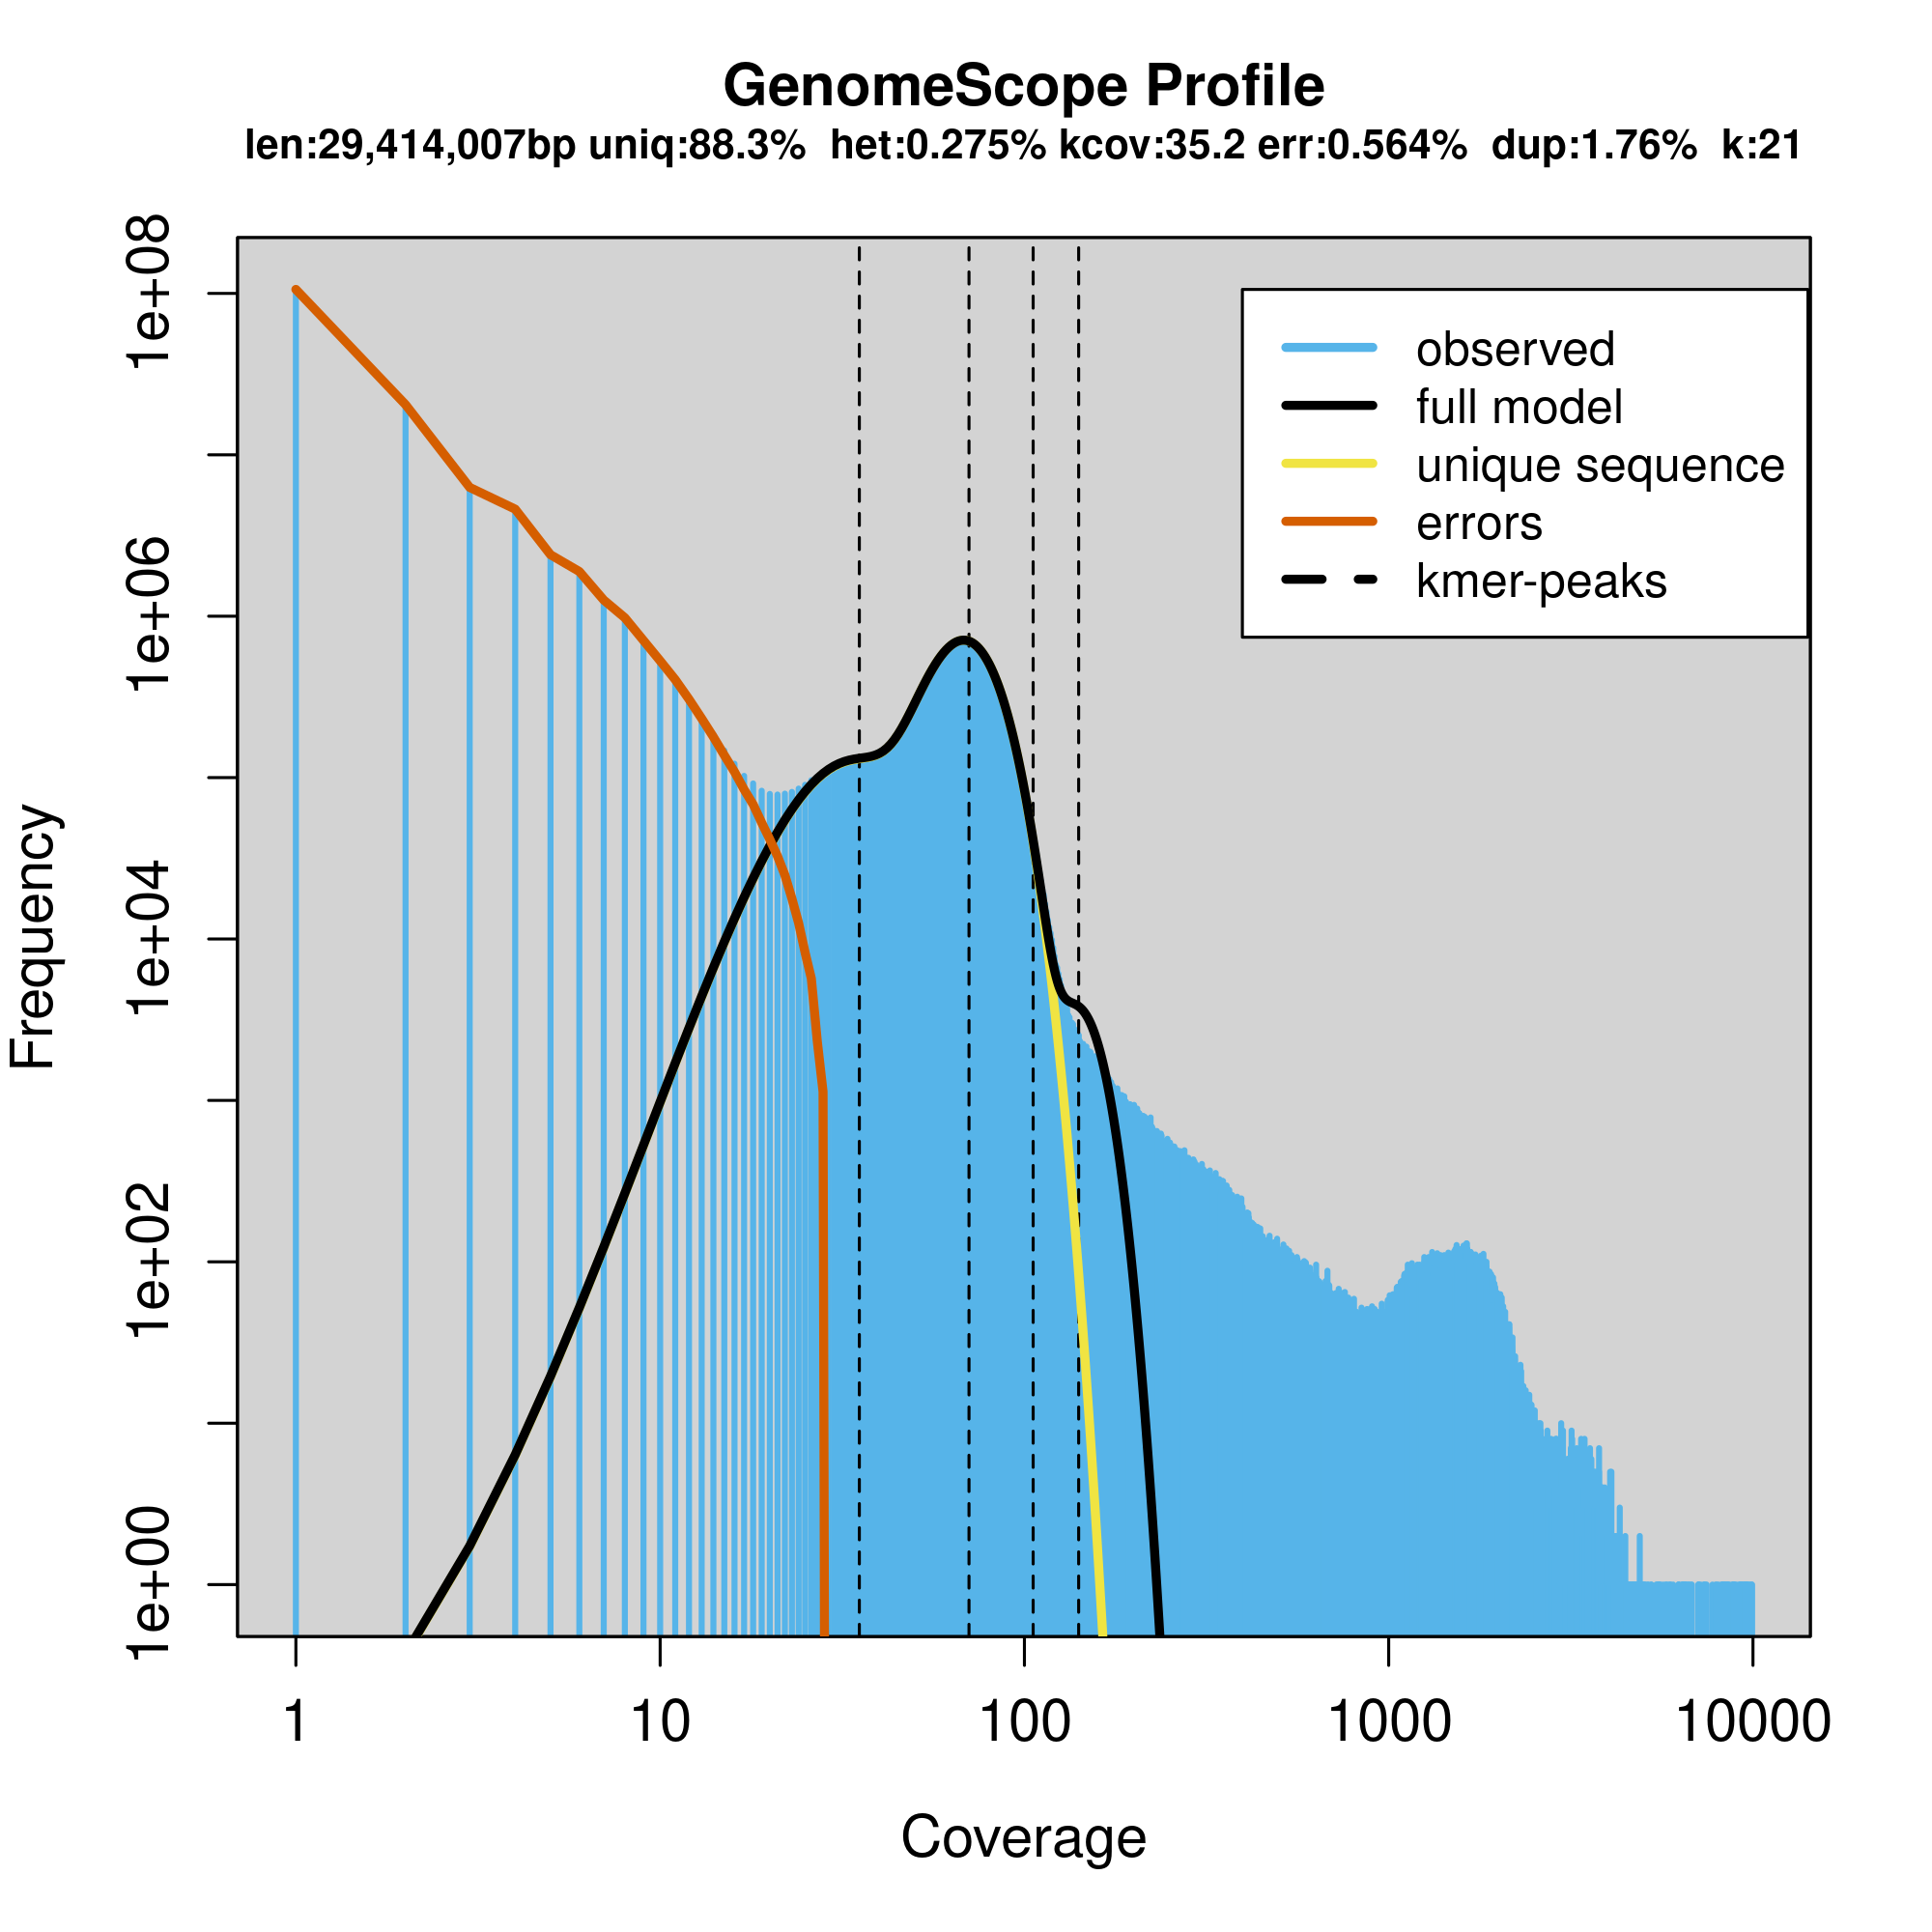 GenomeScope Profile
len:29,414,007bp uniq:88.3% het:0.275% kcov:35.2 err:0.564% dup:1.76% k:21
observed
full model
unique sequence
errors
kmer-peaks
Frequency
1e+08
1e+06
1e+04
1e+02
1e+00
1 10 100 1000 10000
Coverage